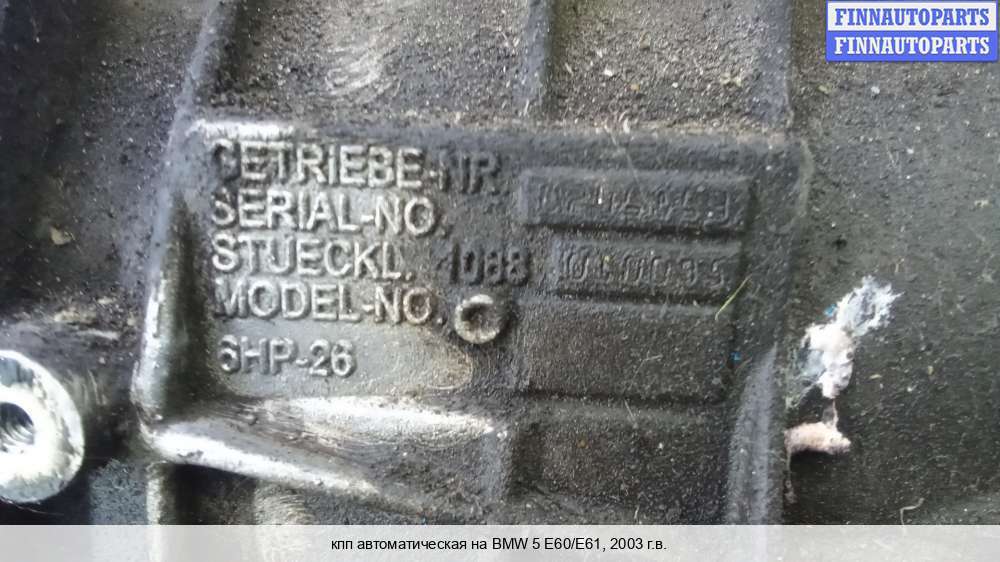 FINNAUTOPARTS
FINNAUTOPARTS
GETRIEBE-NR.
SERIAL-NO.
STUECKL. 1068
MODEL-NO.
6HP-26
кпп автоматическая на BMW 5 E60/E61, 2003 г.в.